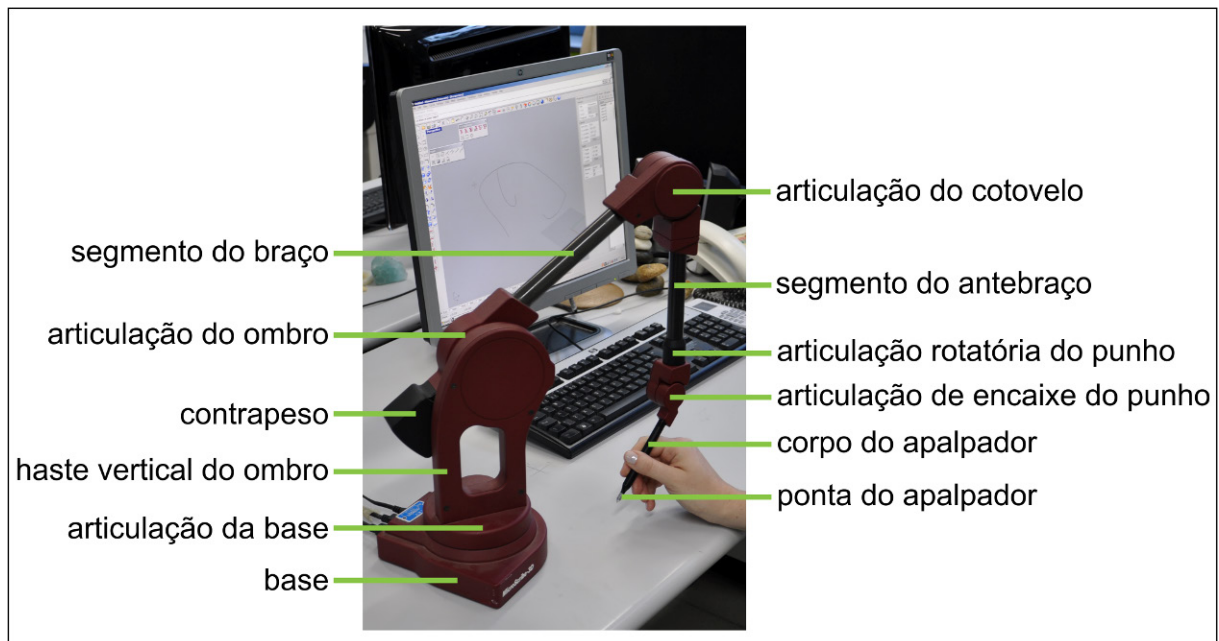 segmento do braço
articulação do ombro
contrapeso
haste vertical do ombro
articulação da base
base
articulação do cotovelo
segmento do antebraço
articulação rotatória do punho
articulação de encaixe do punho
corpo do apalpador
ponta do apalpador